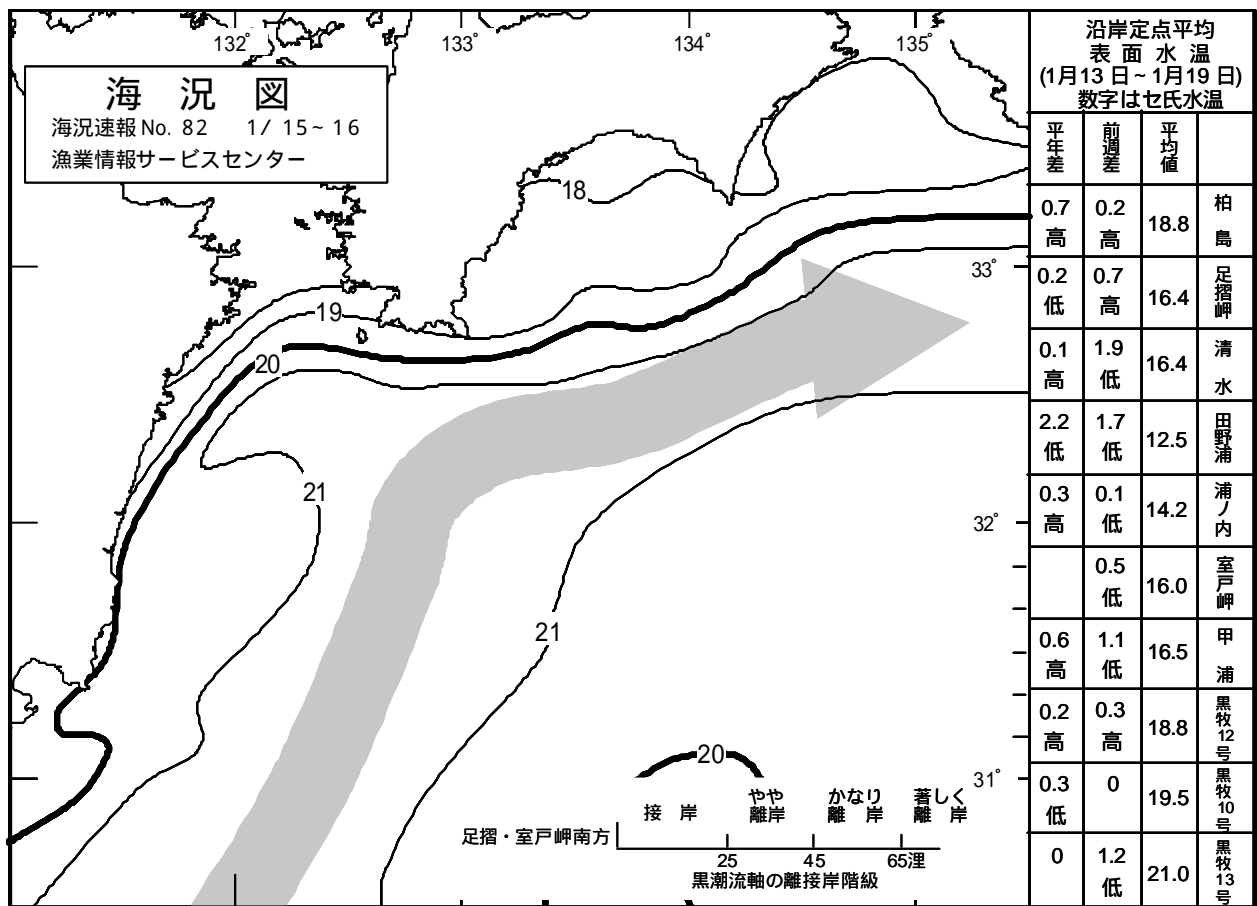 132°
133°
134°
135°
海況図
海況速報 No. 82 1/ 15~ 16
漁業情報サービスセンター
18
19
20
21
21
20
33°
32°
31°
接岸 やや離岸 かなり離岸 著しく離岸
足摺・室戸岬南方
25 45 65浬
黒潮流軸の離接岸階級
沿岸定点平均
表面水温
(1月13日~1月19日)
数字はセ氏水温
平年差 前週差 平均値
0.7高 0.2高 18.8 柏島
0.2低 0.7高 16.4 足摺岬
0.1高 1.9低 16.4 清水
2.2低 1.7低 12.5 田野浦
0.3高 0.1低 14.2 浦ノ内
0.5低 16.0 室戸岬
0.6高 1.1低 16.5 甲浦
0.2高 0.3高 18.8 黒牧12号
0.3低 0 19.5 黒牧10号
0 1.2低 21.0 黒牧13号